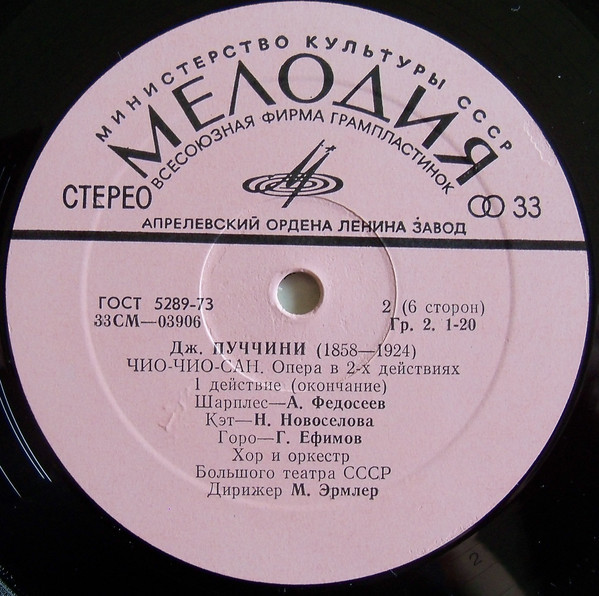 МИНИСТЕРСТВО КУЛЬТУРЫ СССР
МЕЛОДИЯ
ВСЕСОЮЗНАЯ ФИРМА ГРАМПЛАСТИНОК
СТЕРЕО
33
АПРЕЛЕВСКИЙ ОРДЕНА ЛЕНИНА ЗАВОД
ГОСТ 5289-73
2 (6 сторон)
33СМ—03906
Гр. 2. 1-20
Дж. ПУЧЧИНИ (1858—1924)
ЧИО-ЧИО-САН. Опера в 2-х действиях
1 действие (окончание)
Шарплес—А. Федосеев
Кэт—Н. Новоселова
Горо—Г. Ефимов
Хор и оркестр
Большого театра СССР
Дирижер М. Эрмлер
2